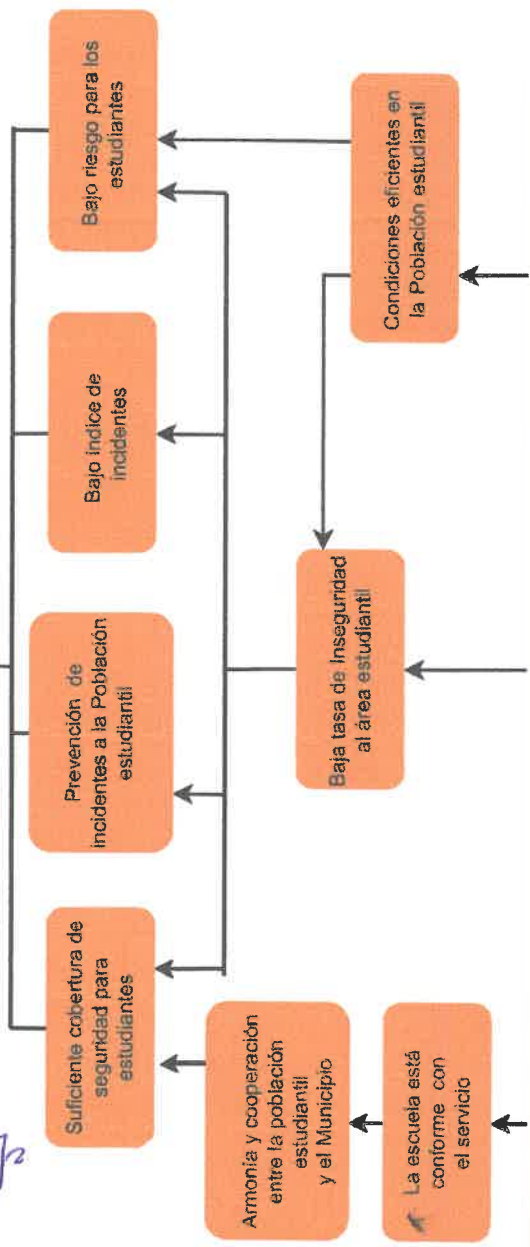 Suficiente cobertura de
seguridad para
estudiantes
Prevención de
incidentes a la Población
estudiantil
Bajo índice de
incidentes
Bajo riesgo para los
estudiantes
Armonía y cooperación
entre la población
estudiantil
y el Municipio
Baja tasa de Inseguridad
al área estudiantil
Condiciones eficientes en
la Población estudiantil
La escuela está
conforme con
el servicio